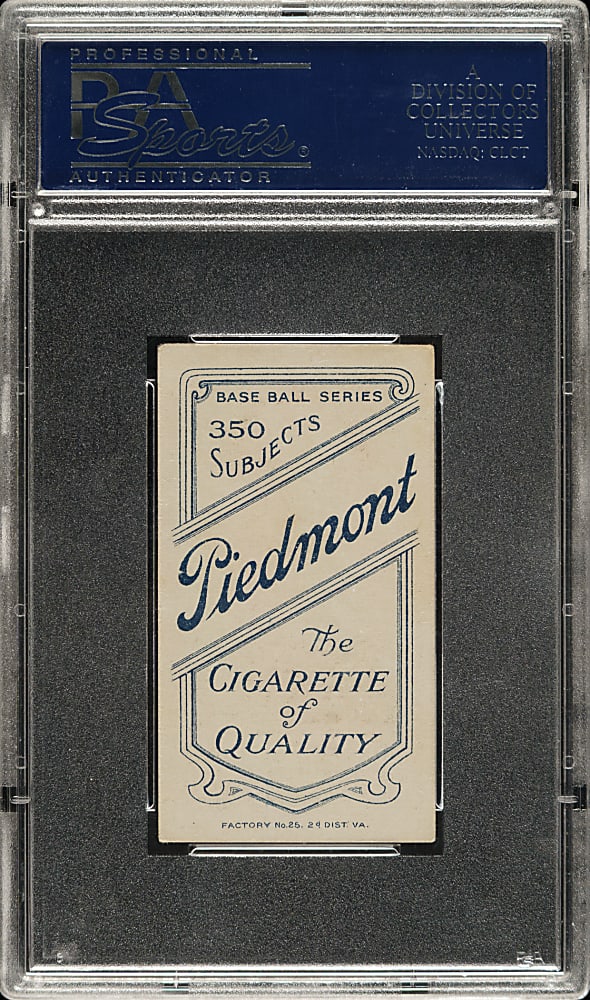 PROFESSIONAL
PSA
Sports
AUTHENTICATOR
A
DIVISION OF
COLLECTORS
UNIVERSE
NASDAQ: CLCT
BASE BALL SERIES
350
SUBJECTS
Piedmont
The
CIGARETTE
of
QUALITY
FACTORY No.25. 2d DIST. VA.
PSA